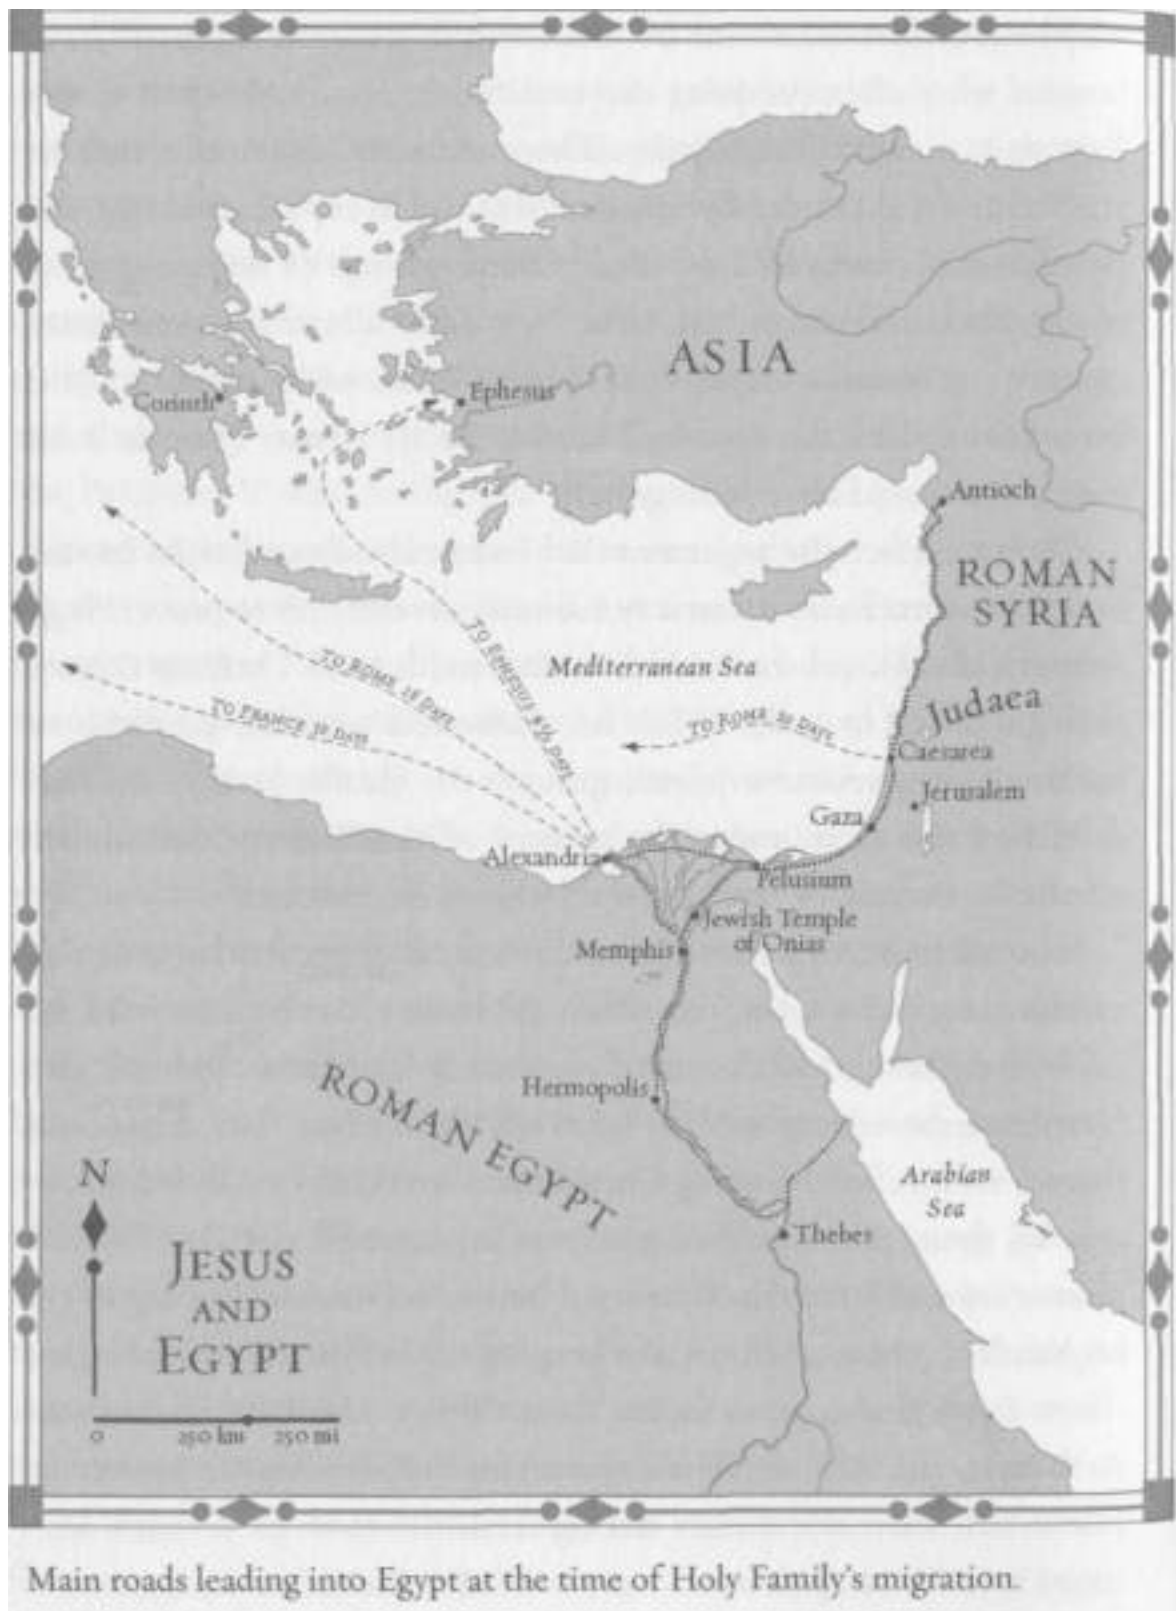 ASIA
Ephesus
Corinth
Antioch
ROMAN
SYRIA
TO EPHESUS 4½ DAYS
Mediterranean Sea
TO ROME 18 DAYS
Judaea
TO FRANCE 30 DAYS
TO ROME 20 DAYS
Caesarea
Jerusalem
Gaza
Alexandria
Pelusium
Jewish Temple
of Onias
Memphis
Hermopolis
ROMAN EGYPT
Arabian
Sea
Thebes
N
JESUS
AND
EGYPT
0 250 km 250 mi
Main roads leading into Egypt at the time of Holy Family’s migration.